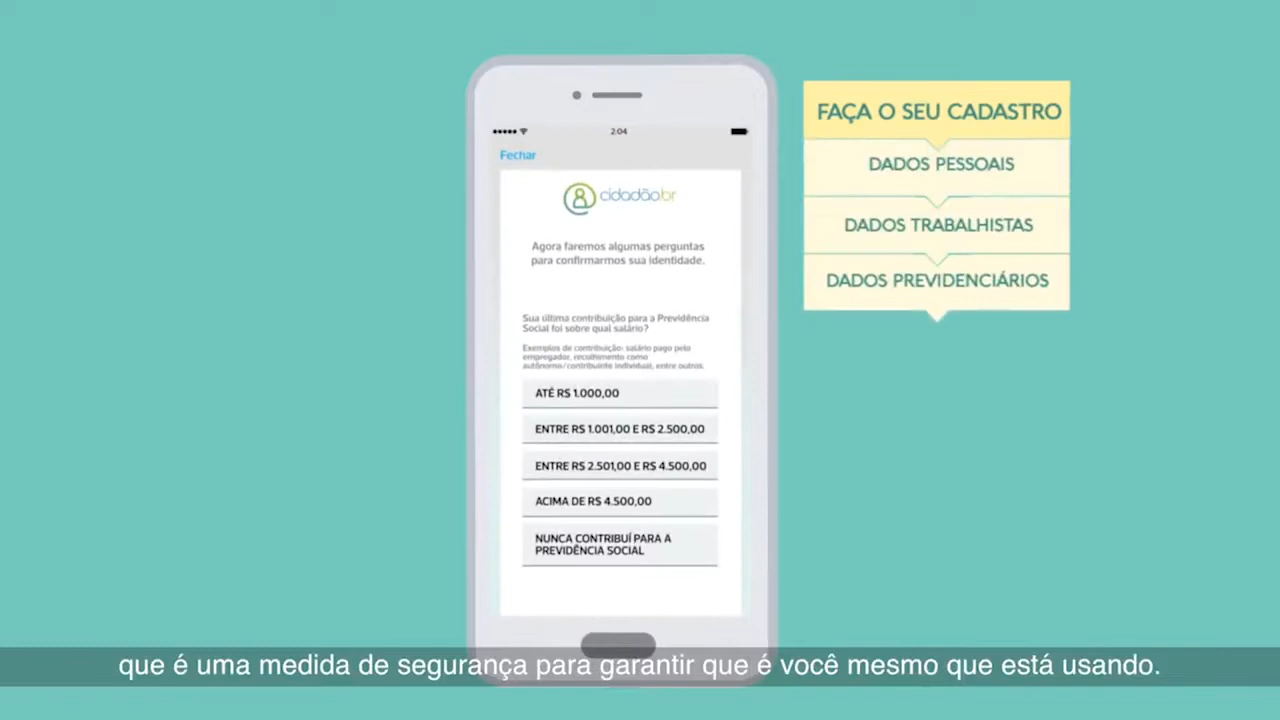 2:04
Fechar
cidadão.br
Agora faremos algumas perguntas
para confirmarmos sua identidade.
Sua última contribuição para a Previdência
Social foi sobre qual salário?
Exemplos de contribuição: salário pago pelo
empregador, recolhimento como
autônomo/contribuinte individual, entre outros.
ATÉ R$ 1.000,00
ENTRE R$ 1.001,00 E R$ 2.500,00
ENTRE R$ 2.501,00 E R$ 4.500,00
ACIMA DE R$ 4.500,00
NUNCA CONTRIBUÍ PARA A
PREVIDÊNCIA SOCIAL
FAÇA O SEU CADASTRO
DADOS PESSOAIS
DADOS TRABALHISTAS
DADOS PREVIDENCIÁRIOS
que é uma medida de segurança para garantir que é você mesmo que está usando.